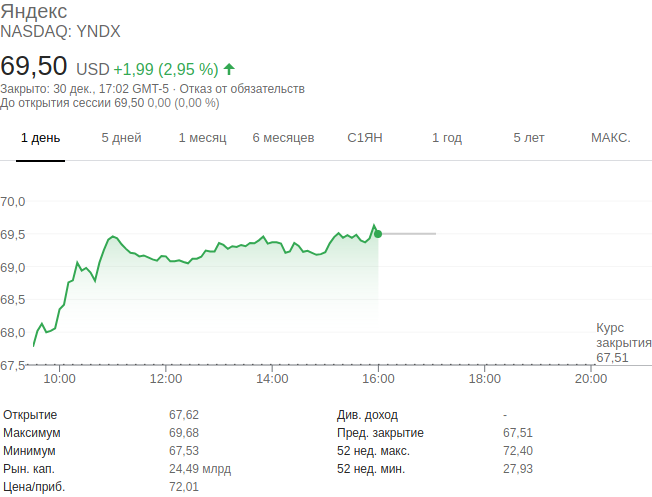 Яндекс
NASDAQ: YNDX
69,50 USD +1,99 (2,95 %)
Закрыто: 30 дек., 17:02 GMT-5 · Отказ от обязательств
До открытия сессии 69,50 0,00 (0,00 %)
1 день 5 дней 1 месяц 6 месяцев С1ЯН 1 год 5 лет МАКС.
70,0
69,5
69,0
68,5
68,0
67,5
Курс
закрытия
67,51
10:00 12:00 14:00 16:00 18:00 20:00
Открытие 67,62 Див. доход -
Максимум 69,68 Пред. закрытие 67,51
Минимум 67,53 52 нед. макс. 72,40
Рын. кап. 24,49 млрд 52 нед. мин. 27,93
Цена/приб. 72,01